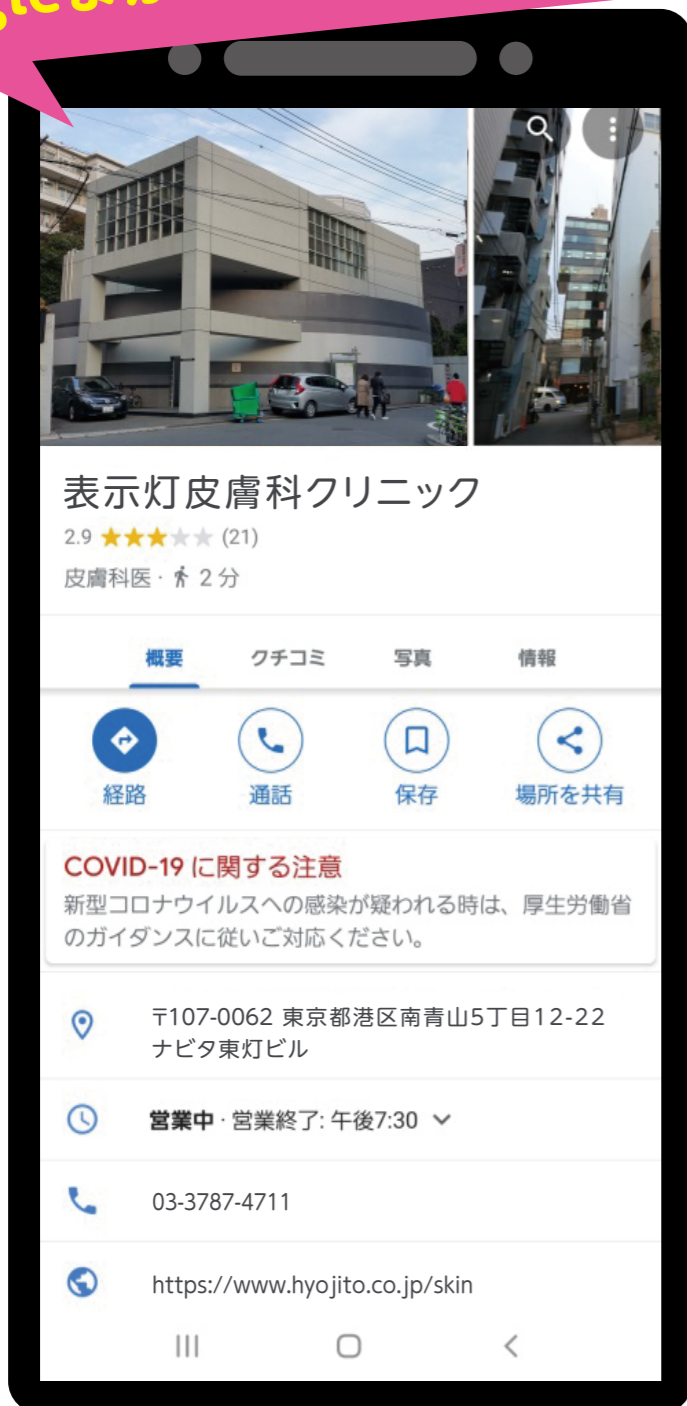 表示灯皮膚科クリニック
2.9 ★★★★★ (21)
皮膚科医 · 2 分
概要 クチコミ 写真 情報
経路 通話 保存 場所を共有
COVID-19 に関する注意
新型コロナウイルスへの感染が疑われる時は、厚生労働省
のガイダンスに従いご対応ください。
〒107-0062 東京都港区南青山5丁目12-22
ナビタ東灯ビル
営業中 · 営業終了: 午後7:30
03-3787-4711
https://www.hyojito.co.jp/skin